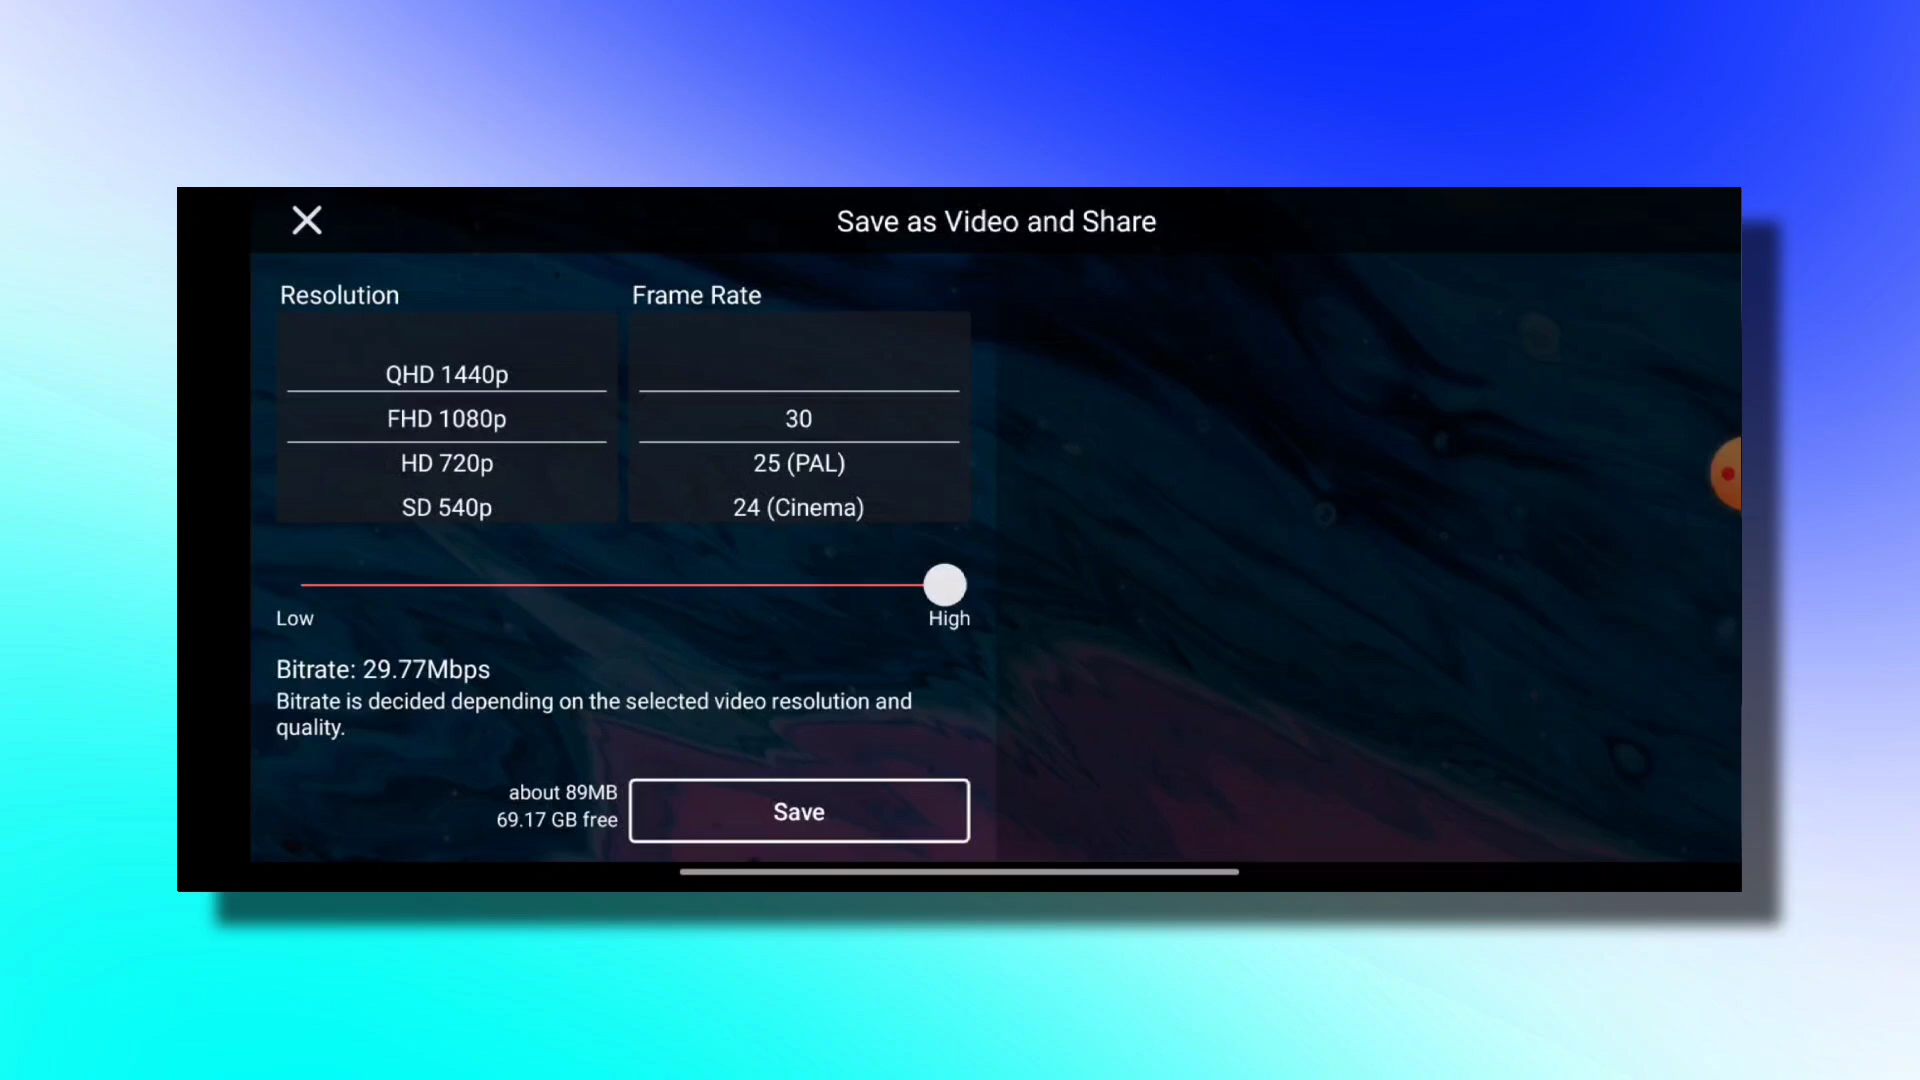 Save as Video and Share
Resolution
Frame Rate
QHD 1440p
FHD 1080p
HD 720p
SD 540p
30
25 (PAL)
24 (Cinema)
Low
High
Bitrate: 29.77Mbps
Bitrate is decided depending on the selected video resolution and
quality.
about 89MB
69.17 GB free
Save